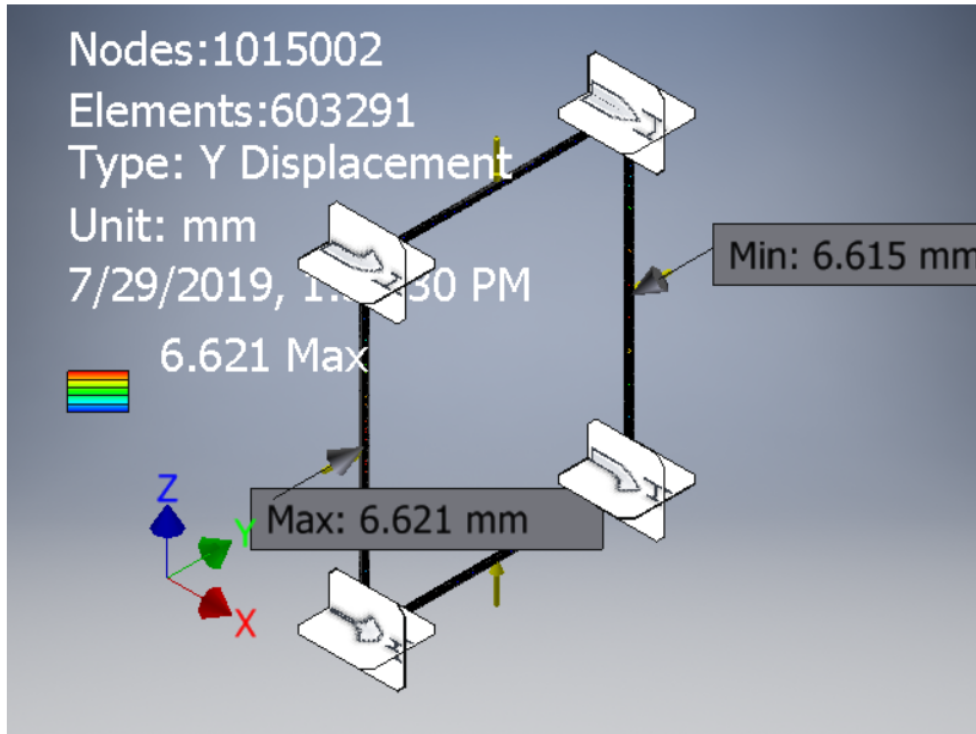 Nodes:1015002
Elements:603291
Type: Y Displacement
Unit: mm
7/29/2019, 30 PM
6.621 Max
Min: 6.615 mm
Max: 6.621 mm
Z
Y
X